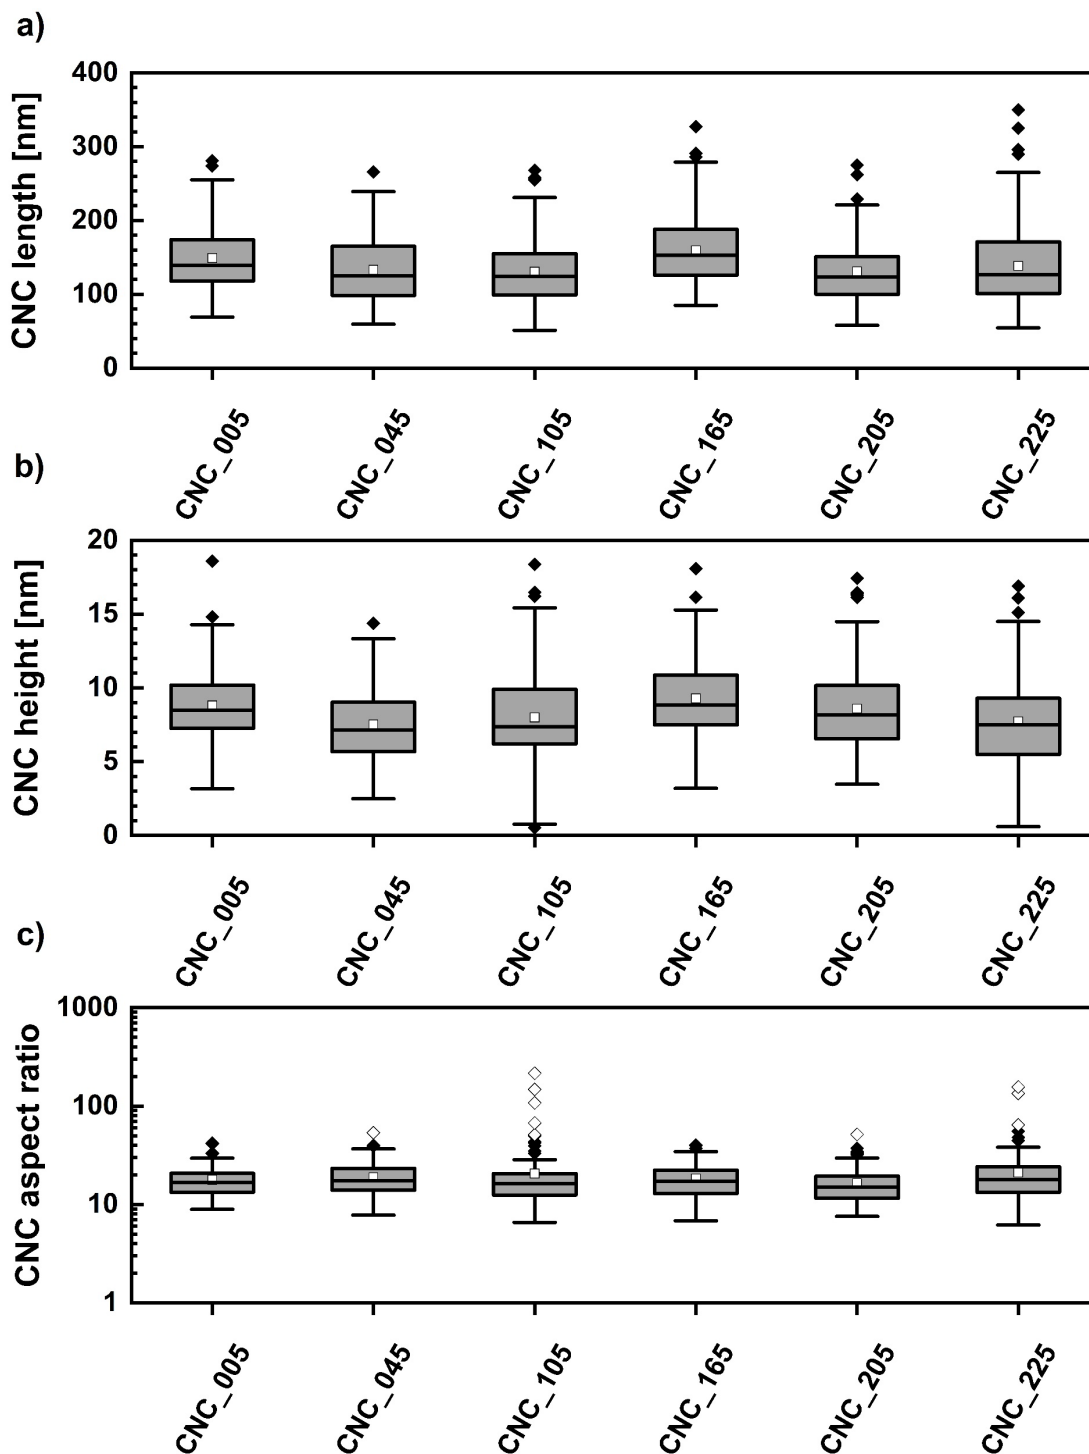 a)
CNC length [nm]
400
300
200
100
0
CNC_005
CNC_045
CNC_105
CNC_165
CNC_205
CNC_225
b)
CNC height [nm]
20
15
10
5
0
CNC_005
CNC_045
CNC_105
CNC_165
CNC_205
CNC_225
c)
CNC aspect ratio
1000
100
10
1
CNC_005
CNC_045
CNC_105
CNC_165
CNC_205
CNC_225